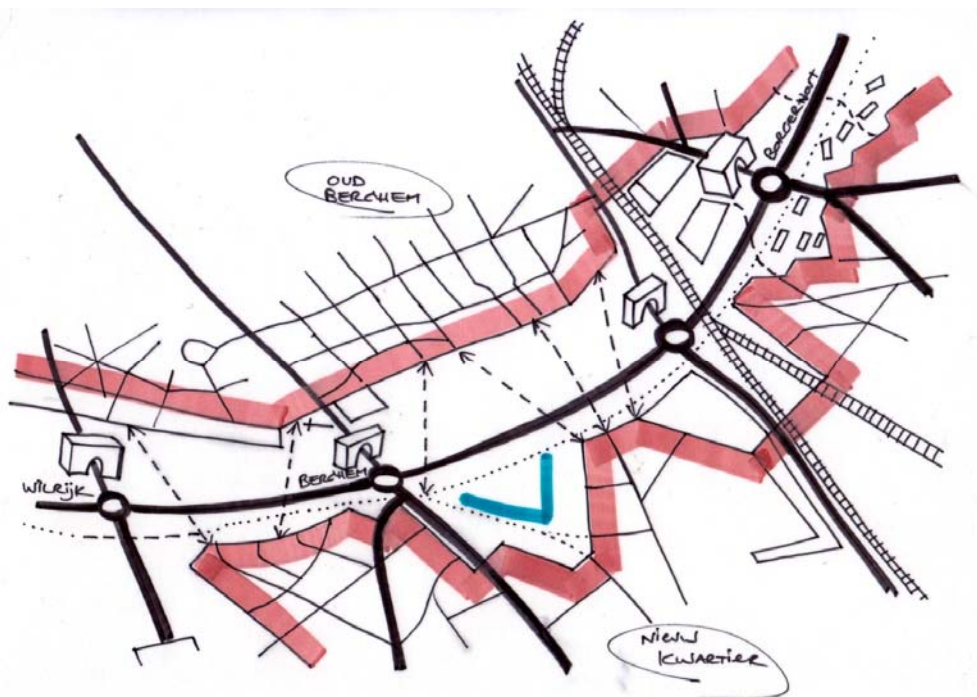 OUD
BERCHEM
BORGERHOUT
WILRIJK
BERCHEM
NIEUW
KWARTIER